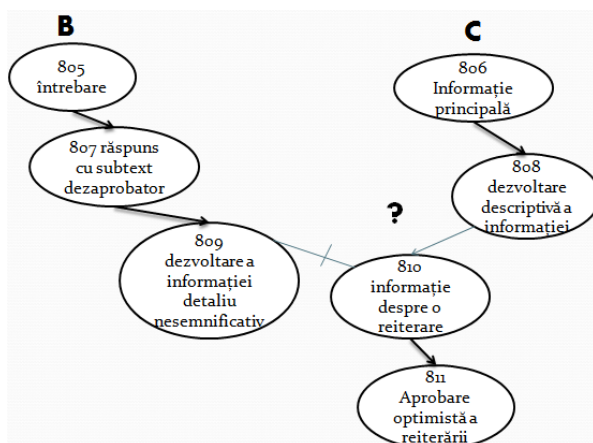 B
C
805
întrebare
806
Informație
principală
807 răspuns
cu subtext
dezaprobator
808
dezvoltare
descriptivă a
informației
?
809
dezvoltare a
informației
detaliu
nesemnificativ
810
informație
despre o
reiterare
811
Aprobare
optimistă a
reiterării